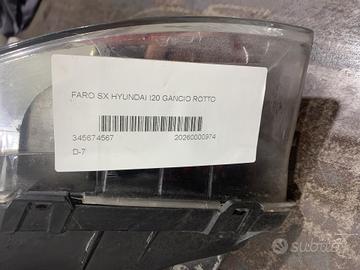 FARO SX HYUNDAI I20 GANCIO ROTTO
345674567 20260000974
D-7
subito